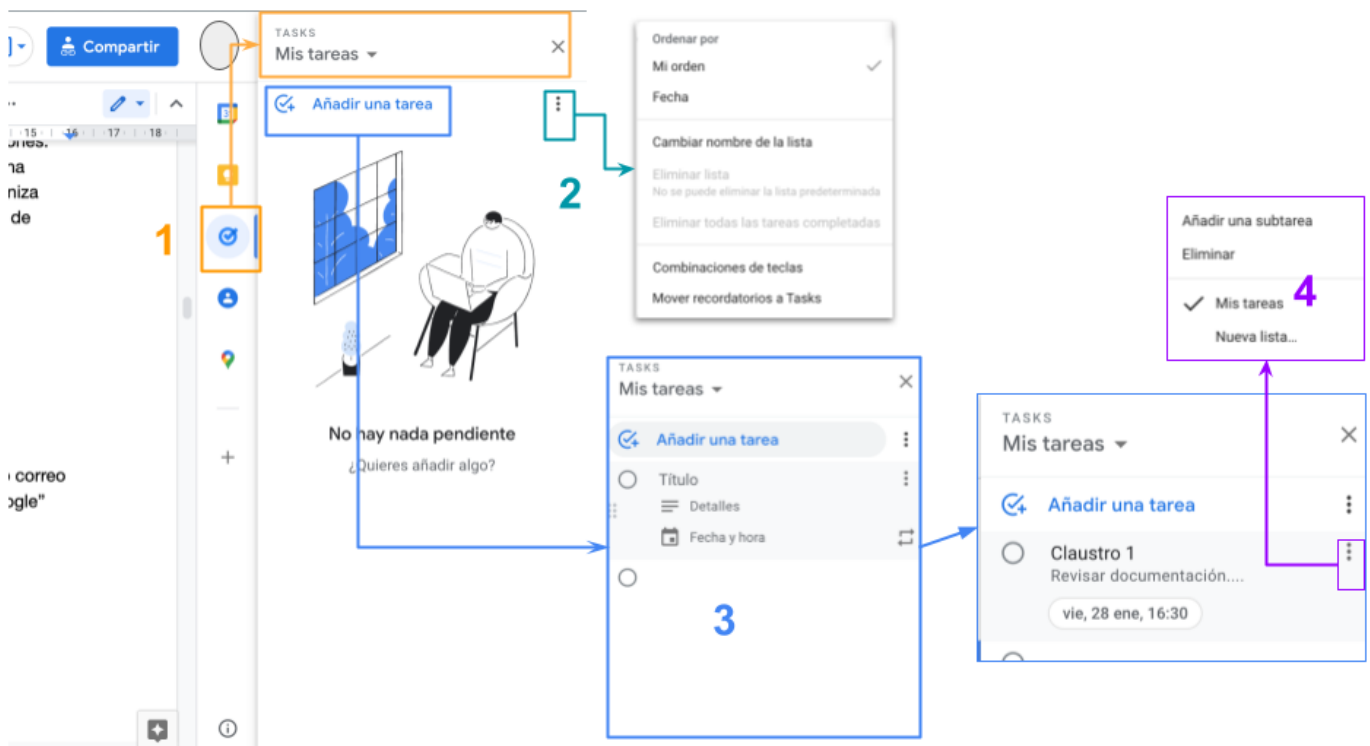 Compartir
15 16 17 18
iones.
na
niza
de
correo
ogle”
1
TASKS
Mis tareas
Añadir una tarea
31
No hay nada pendiente
¿Quieres añadir algo?
2
Ordenar por
Mi orden
Fecha
Cambiar nombre de la lista
Eliminar lista
No se puede eliminar la lista predeterminada
Eliminar todas las tareas completadas
Combinaciones de teclas
Mover recordatorios a Tasks
TASKS
Mis tareas
Añadir una tarea
Título
Detalles
Fecha y hora
3
TASKS
Mis tareas
Añadir una tarea
Claustro 1
Revisar documentación....
vie, 28 ene, 16:30
Añadir una subtarea
Eliminar
Mis tareas
Nueva lista...
4